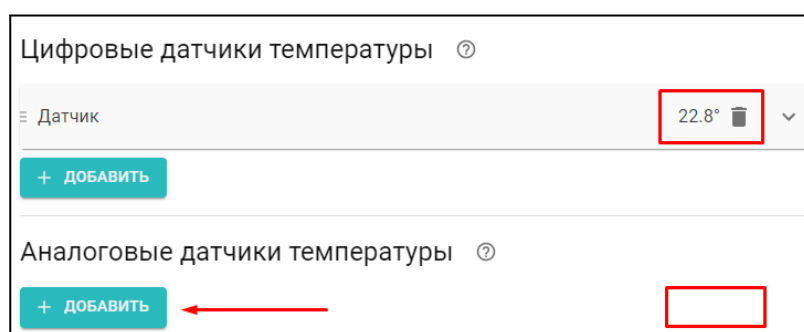 Цифровые датчики температуры ?
Датчик 22.8°
+ ДОБАВИТЬ
Аналоговые датчики температуры ?
+ ДОБАВИТЬ